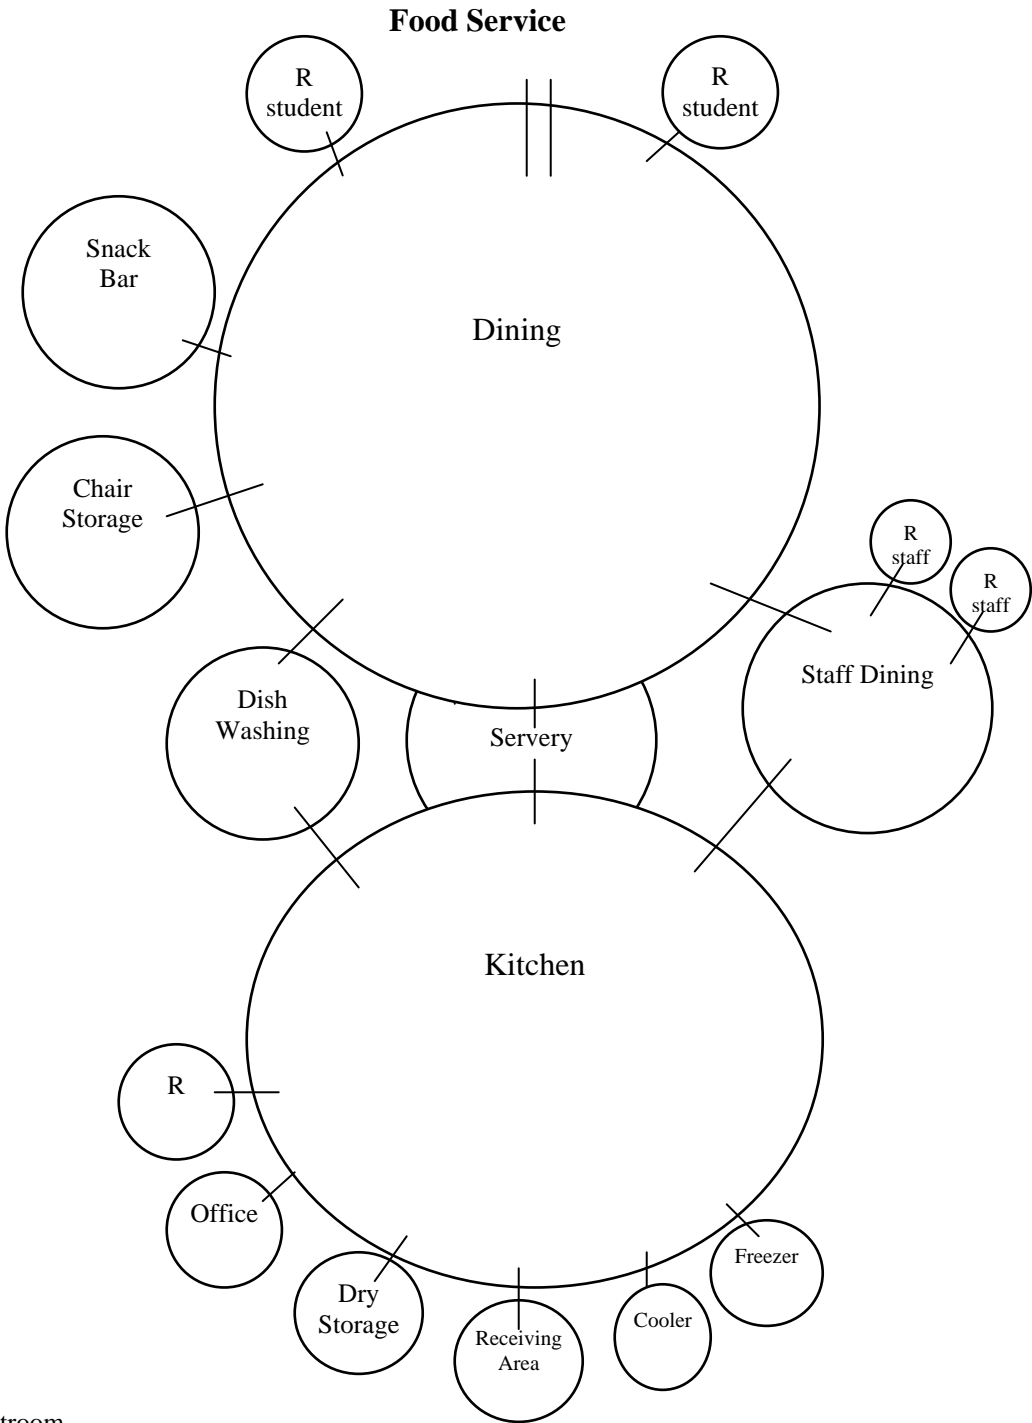 Food Service
R
student
R
student
Snack
Bar
Dining
Chair
Storage
R
staff
R
staff
Staff Dining
Dish
Washing
Servery
Kitchen
R
Office
Dry
Storage
Receiving
Area
Cooler
Freezer